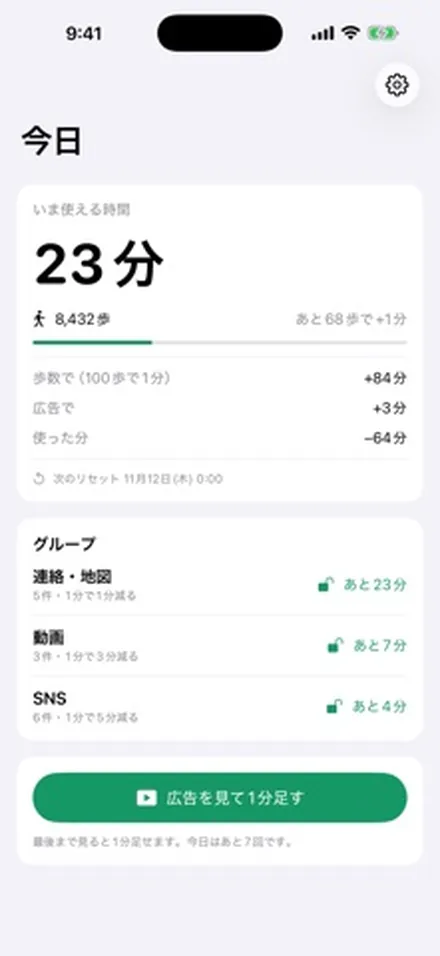 9:41
今日
いま使える時間
23分
8,432歩 あと68歩で+1分
歩数で（100歩で1分） +84分
広告で +3分
使った分 −64分
次のリセット 11月12日(木) 0:00
グループ
連絡・地図
5件・1分で1分減る
あと23分
動画
3件・1分で3分減る
あと7分
SNS
6件・1分で5分減る
あと4分
広告を見て1分足す
最後まで見ると1分足せます。今日はあと7回です。